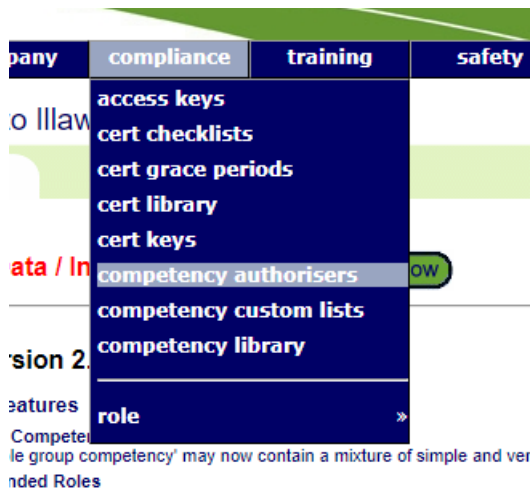 pany compliance training safety
access keys
to Illaw
cert checklists
cert grace periods
cert library
cert keys
ata / In
competency authorisers
ow
competency custom lists
competency library
rsion 2.
eatures
role »
Competer
le group competency' may now contain a mixture of simple and ver
nded Roles